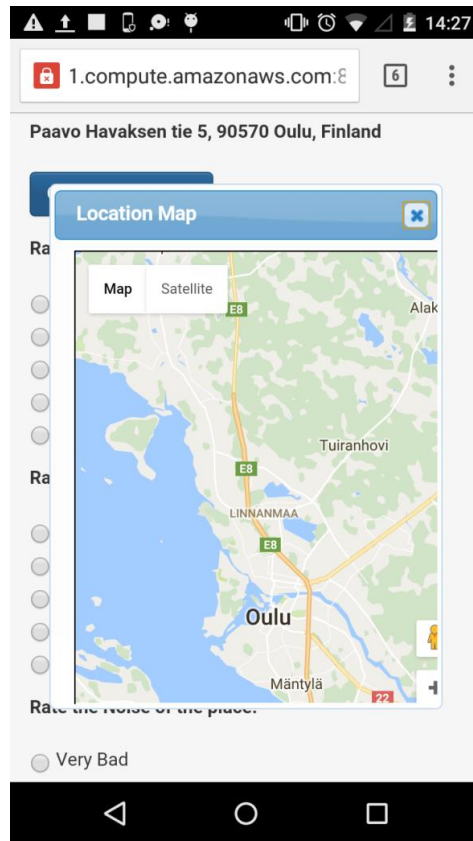 14:27
1.compute.amazonaws.com:8
6
Paavo Havaksen tie 5, 90570 Oulu, Finland
Location Map
Ra
Map Satellite
E8
Alak
Tuiranhovi
Ra
E8
LINNANMAA
E8
Oulu
Mäntylä
22
Rate the Noise of the place:
Very Bad